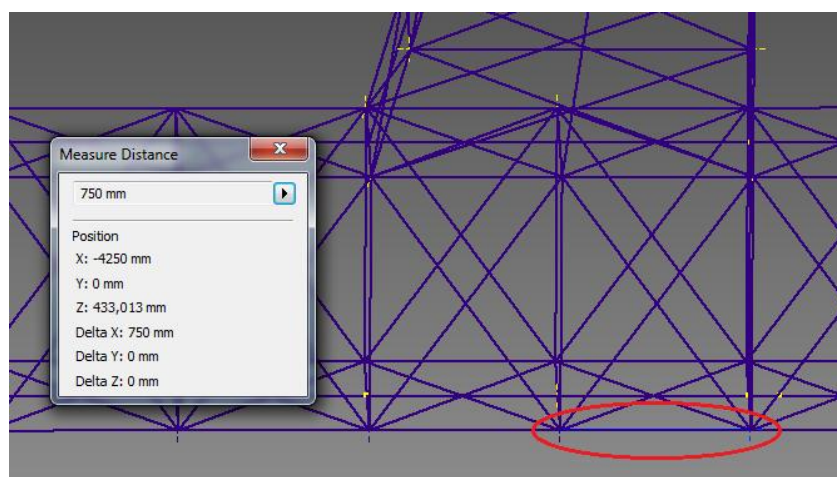 Measure Distance
750 mm
Position
X: -4250 mm
Y: 0 mm
Z: 433,013 mm
Delta X: 750 mm
Delta Y: 0 mm
Delta Z: 0 mm